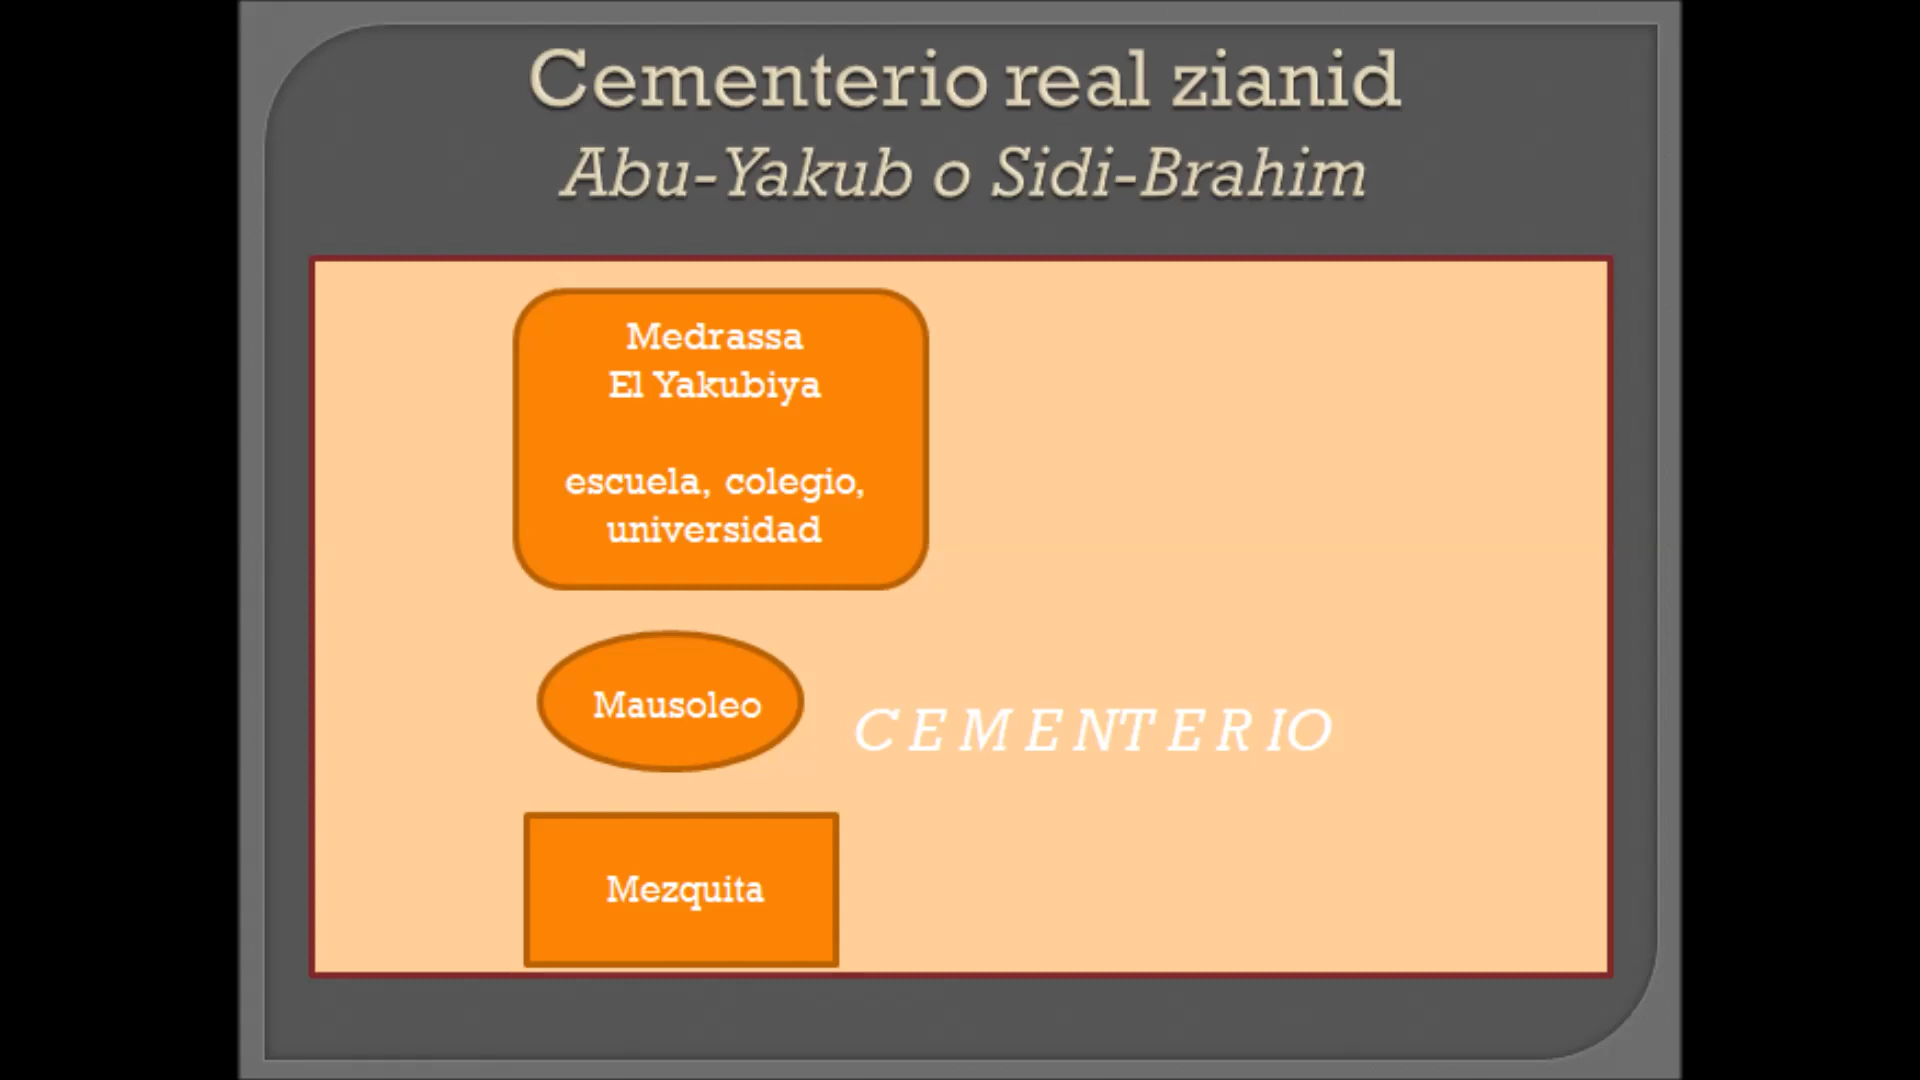 Cementerio real zianid
Abu-Yakub o Sidi-Brahim
Medrassa
El Yakubiya
escuela, colegio,
universidad
Mausoleo
CEMENTERIO
Mezquita